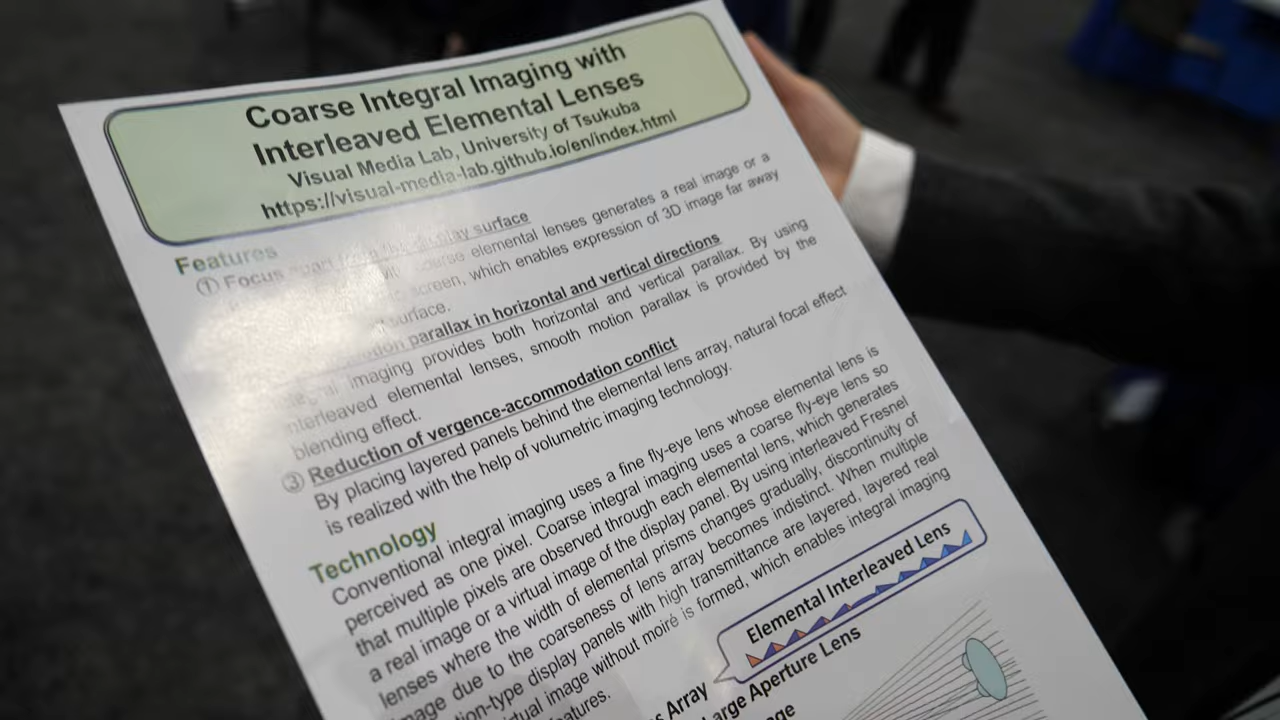 Coarse Integral Imaging with
Interleaved Elemental Lenses
Visual Media Lab, University of Tsukuba
https://visual-media-lab.github.io/en/index.html
Features
① Focus apart from display surface
coarse elemental lenses generates a real image or a
screen, which enables expression of 3D image far away
surface.
motion parallax in horizontal and vertical directions
imaging provides both horizontal and vertical parallax. By using
interleaved elemental lenses, smooth motion parallax is provided by the
blending effect.
③ Reduction of vergence-accommodation conflict
By placing layered panels behind the elemental lens array, natural focal effect
is realized with the help of volumetric imaging technology.
Technology
Conventional integral imaging uses a fine fly-eye lens whose elemental lens is
perceived as one pixel. Coarse integral imaging uses a coarse fly-eye lens so
that multiple pixels are observed through each elemental lens, which generates
a real image or a virtual image of the display panel. By using interleaved Fresnel
lenses where the width of elemental prisms changes gradually, discontinuity of
image due to the coarseness of lens array becomes indistinct. When multiple
display panels with high transmittance are layered, layered real
image without moiré is formed, which enables integral imaging
features.
Elemental Interleaved Lens
Array
Large Aperture Lens